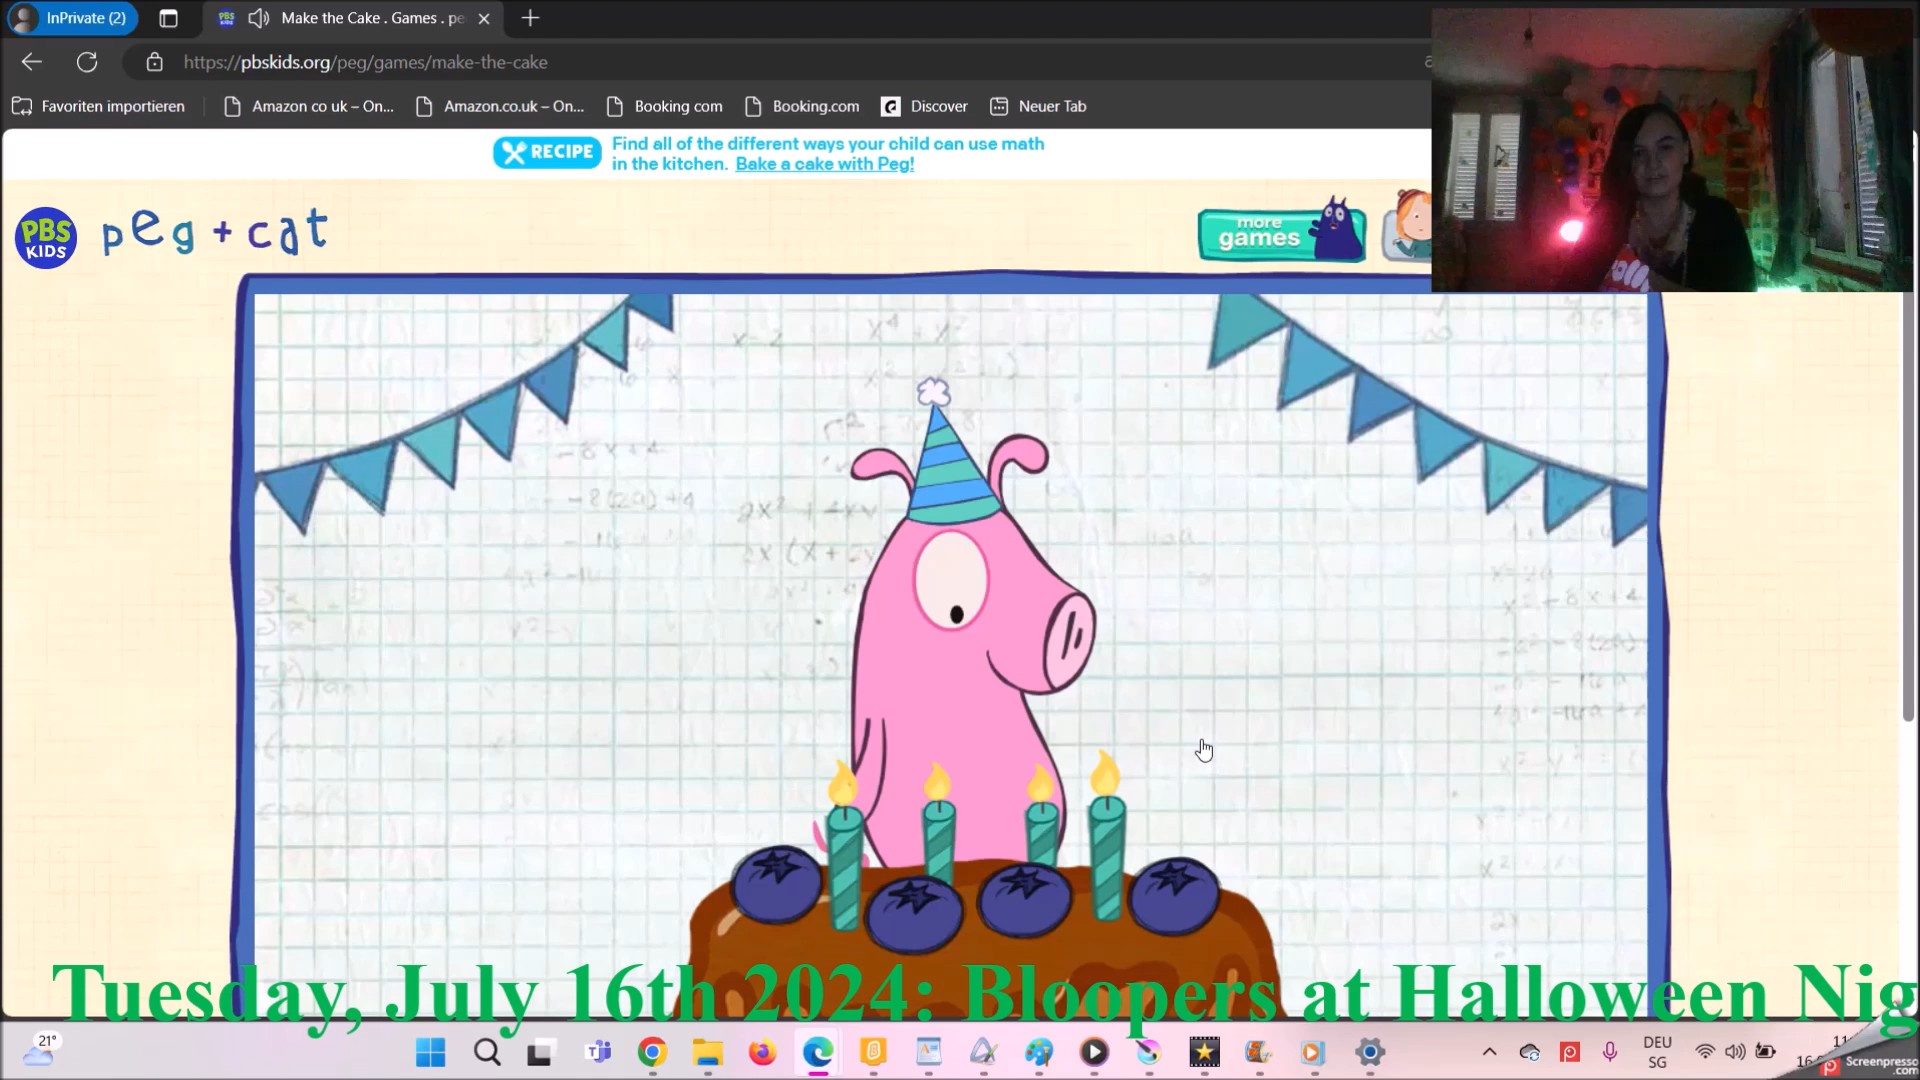 InPrivate (2)
Make the Cake . Games . pe
https://pbskids.org/peg/games/make-the-cake
Favoriten importieren
Amazon co uk – On...
Amazon.co.uk – On...
Booking com
Booking.com
Discover
Neuer Tab
RECIPE
Find all of the different ways your child can use math
in the kitchen. Bake a cake with Peg!
PBS
KIDS
peg + cat
more
games
Tuesday, July 16th 2024: Bloopers at Halloween Nig
21°
DEU
SG
Screenpresso
.com